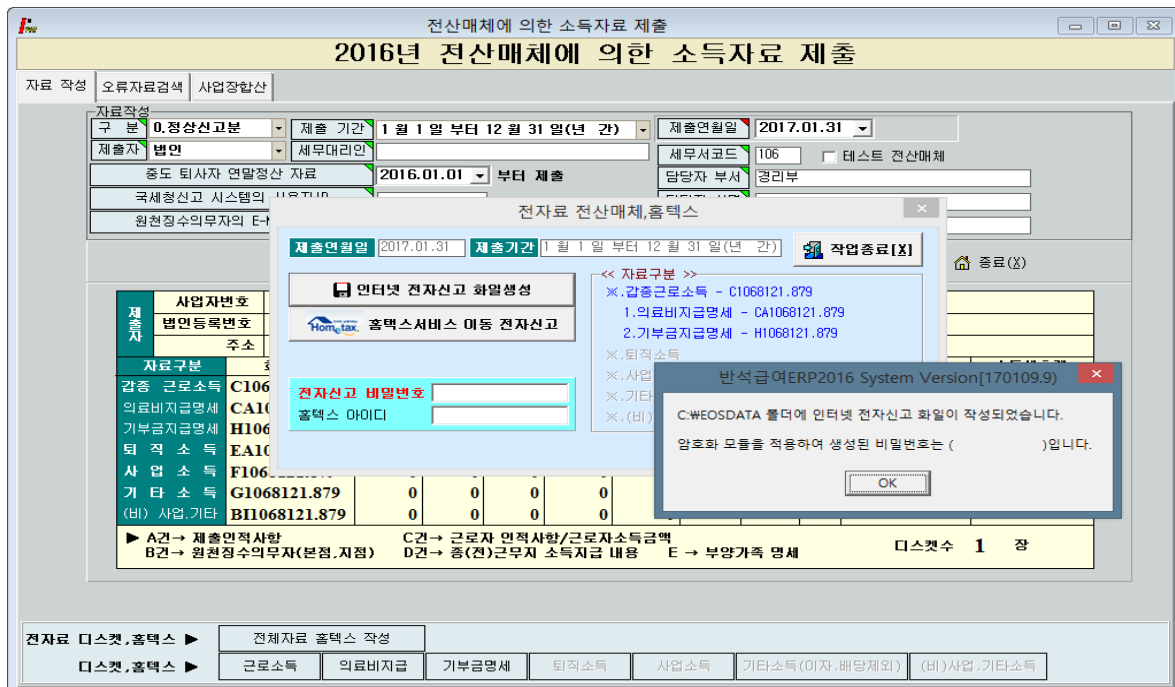 전산매체에 의한 소득자료 제출
2016년 전산매체에 의한 소득자료 제출
자료 작성 오류자료검색 사업장합산
자료작성
구 분 0.정상신고분 제출 기간 1 월 1 일 부터 12 월 31 일(년 간) 제출연월일 2017.01.31
제출자 법인 세무대리인 세무서코드 106 테스트 전산매체
중도 퇴사자 연말정산 자료 2016.01.01 부터 제출 담당자 부서 경리부
국세청신고 시스템의
원천징수의무자의
전자료 전산매체,홈텍스
제출연월일 2017.01.31 제출기간 1 월 1 일 부터 12 월 31 일(년 간) 작업종료[X]
종료(X)
인터넷 전자신고 화일생성
Hometax. 홈텍스서비스 이동 전자신고
<< 자료구분 >>
※.갑종근로소득 - C1068121.879
1.의료비지급명세 - CA1068121.879
2.기부금지급명세 - H1068121.879
※.퇴직소득
※.사업
※.기타
※.(비)
전자신고 비밀번호
홈텍스 아이디
반석급여ERP2016 System Version[170109.9]
C:₩EOSDATA 폴더에 인터넷 전자신고 화일이 작성되었습니다.
암호화 모듈을 적용하여 생성된 비밀번호는 ( )입니다.
OK
제출자
사업자번호
법인등록번호
주소
자료구분
갑종 근로소득 C106
의료비지급명세 CA10
기부금지급명세 H106
퇴 직 소 득 EA10
사 업 소 득 F106
기 타 소 득 G1068121.879 0 0 0 0
(비) 사업.기타 BI1068121.879 0 0 0 0
▶ A건→ 제출인적사항 C건→ 근로자 인적사항/근로자소득금액
B건→ 원천징수의무자(본점,지점) D건→ 종(전)근무지 소득지급 내용 E → 부양가족 명세 디스켓수 1 장
전자료 디스켓,홈텍스 ▶ 전체자료 홈텍스 작성
디스켓,홈텍스 ▶ 근로소득 의료비지급 기부금명세 퇴직소득 사업소득 기타소득(이자.배당제외) (비)사업.기타소득